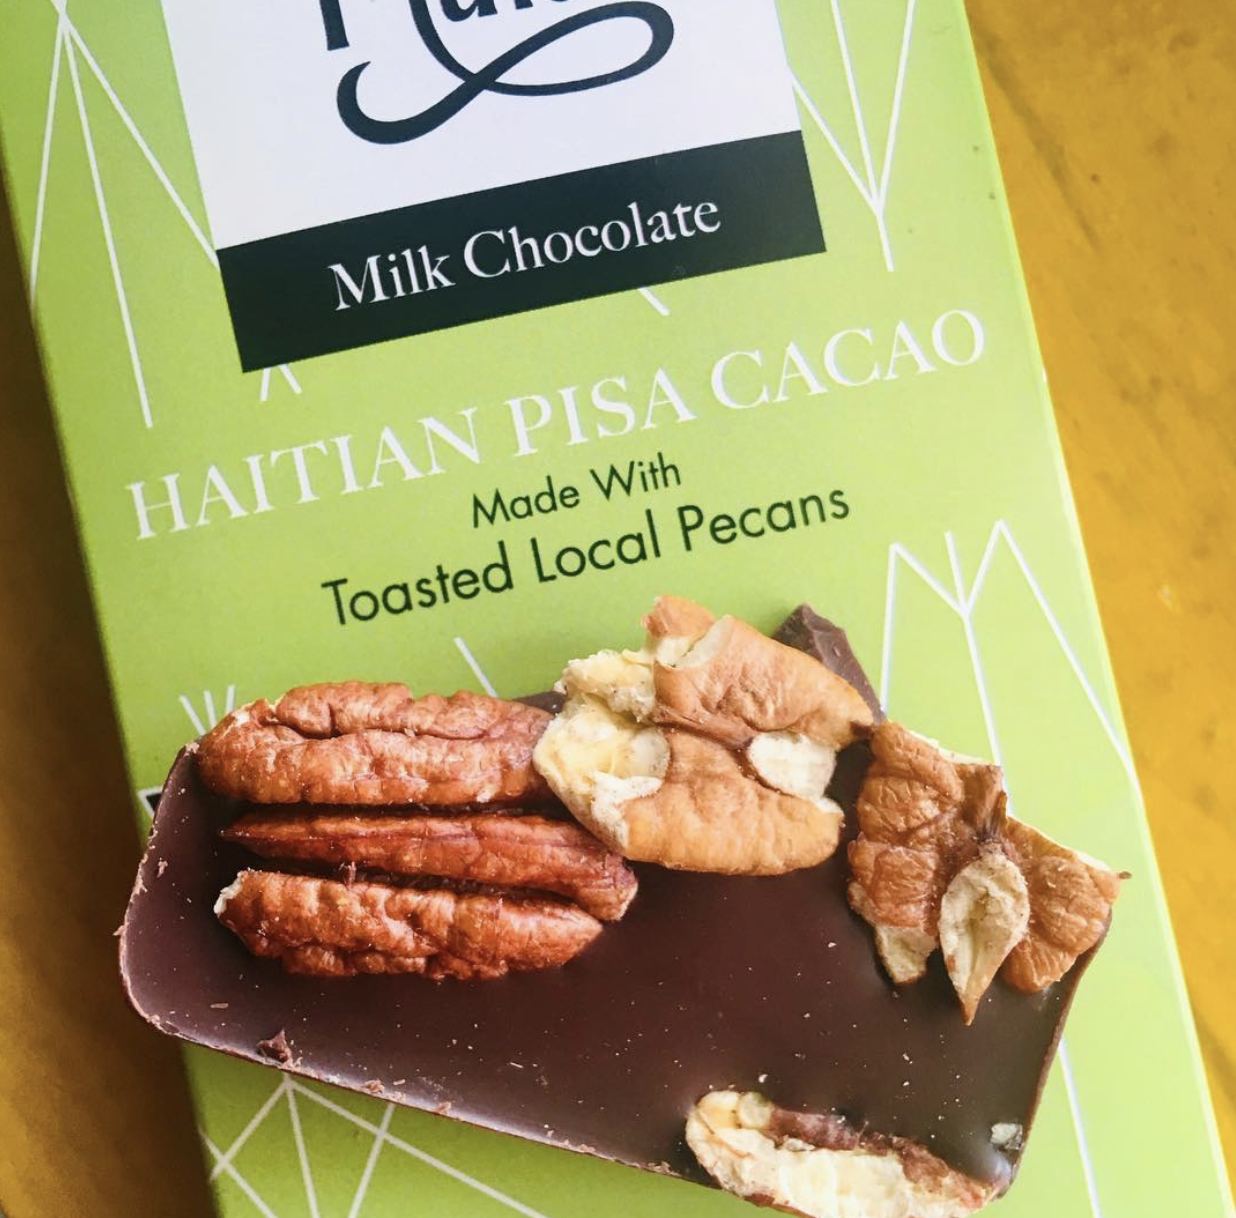 Milk Chocolate
HAITIAN PISA CACAO
Made With
Toasted Local Pecans